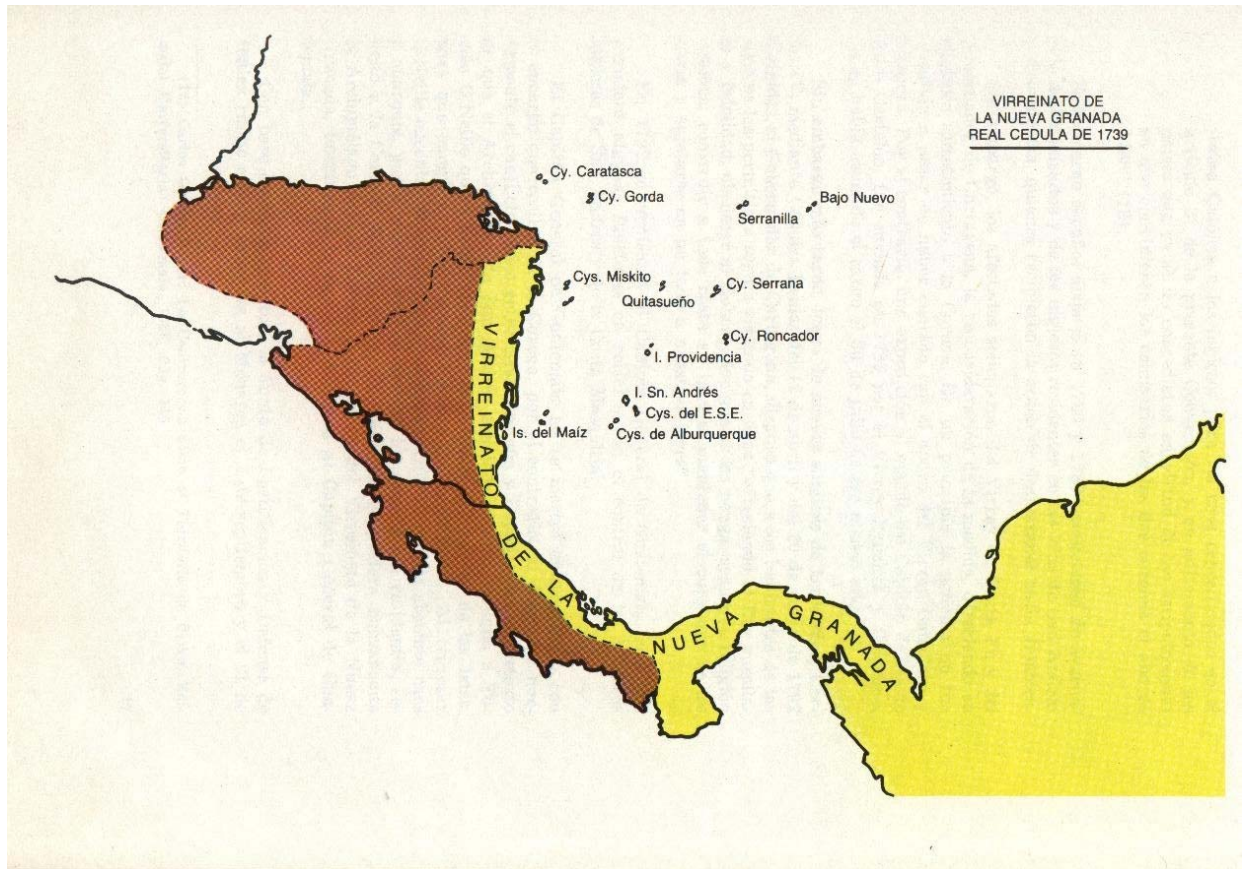 VIRREINATO DE
LA NUEVA GRANADA
REAL CEDULA DE 1739
Cy. Caratasca
Cy. Gorda
Serranilla
Bajo Nuevo
Cys. Miskito
Quitasueño
Cy. Serrana
Cy. Roncador
I. Providencia
I. Sn. Andrés
Cys. del E.S.E.
Is. del Maíz
Cys. de Alburquerque
VIRREINATO DE LA NUEVA GRANADA